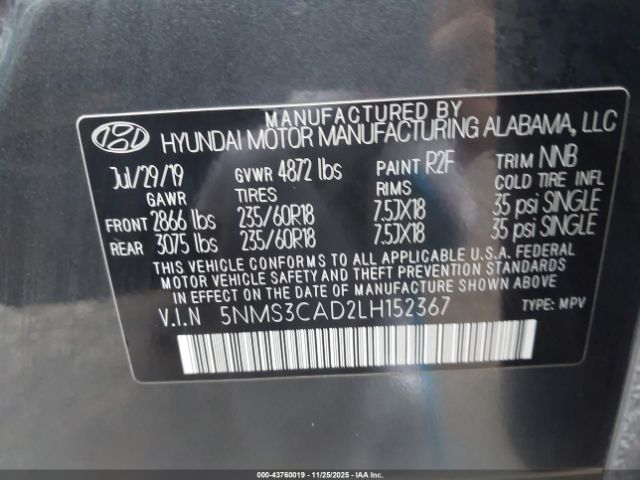 MANUFACTURED BY
HYUNDAI MOTOR MANUFACTURING ALABAMA, LLC
Jul/29/19 GVWR 4872 lbs PAINT R2F TRIM NNB
GAWR TIRES RIMS COLD TIRE INFL
FRONT 2866 lbs 235/60R18 7.5JX18 35 psi SINGLE
REAR 3075 lbs 235/60R18 7.5JX18 35 psi SINGLE
THIS VEHICLE CONFORMS TO ALL APPLICABLE U.S.A. FEDERAL
MOTOR VEHICLE SAFETY AND THEFT PREVENTION STANDARDS
IN EFFECT ON THE DATE OF MANUFACTURE SHOWN ABOVE.
V.I.N 5NMS3CAD2LH152367 TYPE: MPV
000-43760019 - 11/25/2025 - IAAI.COM